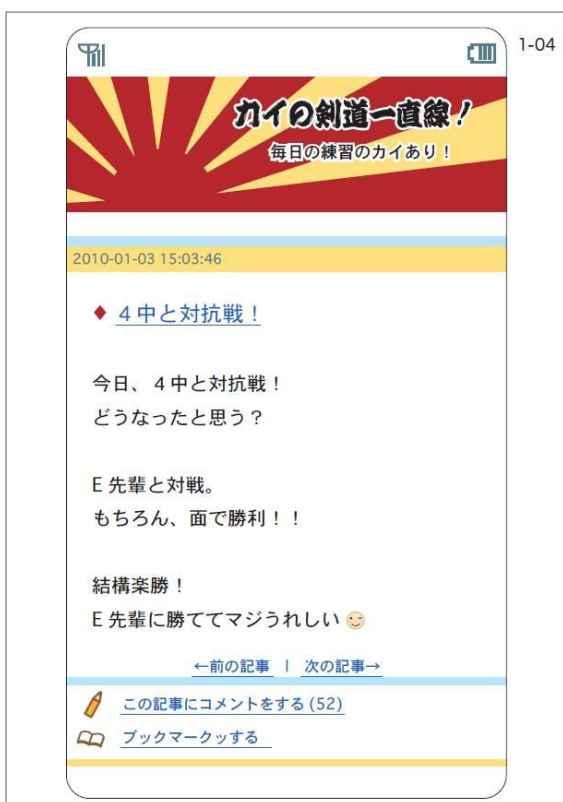 1-04
カイの剣道一直線！
毎日の練習のカイあり！
2010-01-03 15:03:46
♦ ４中と対抗戦！
今日、４中と対抗戦！
どうなったと思う？
E 先輩と対戦。
もちろん、面で勝利！！
結構楽勝！
E 先輩に勝ててマジうれしい
←前の記事 | 次の記事→
この記事にコメントをする (52)
ブックマークッする